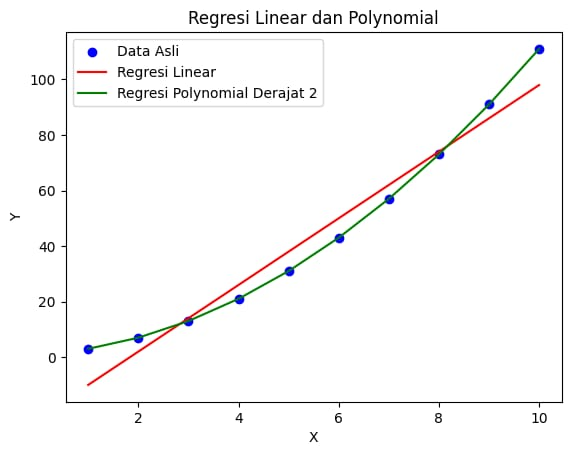 Regresi Linear dan Polynomial
Data Asli
Regresi Linear
Regresi Polynomial Derajat 2
100
80
60
40
20
0
Y
2
4
6
8
10
X